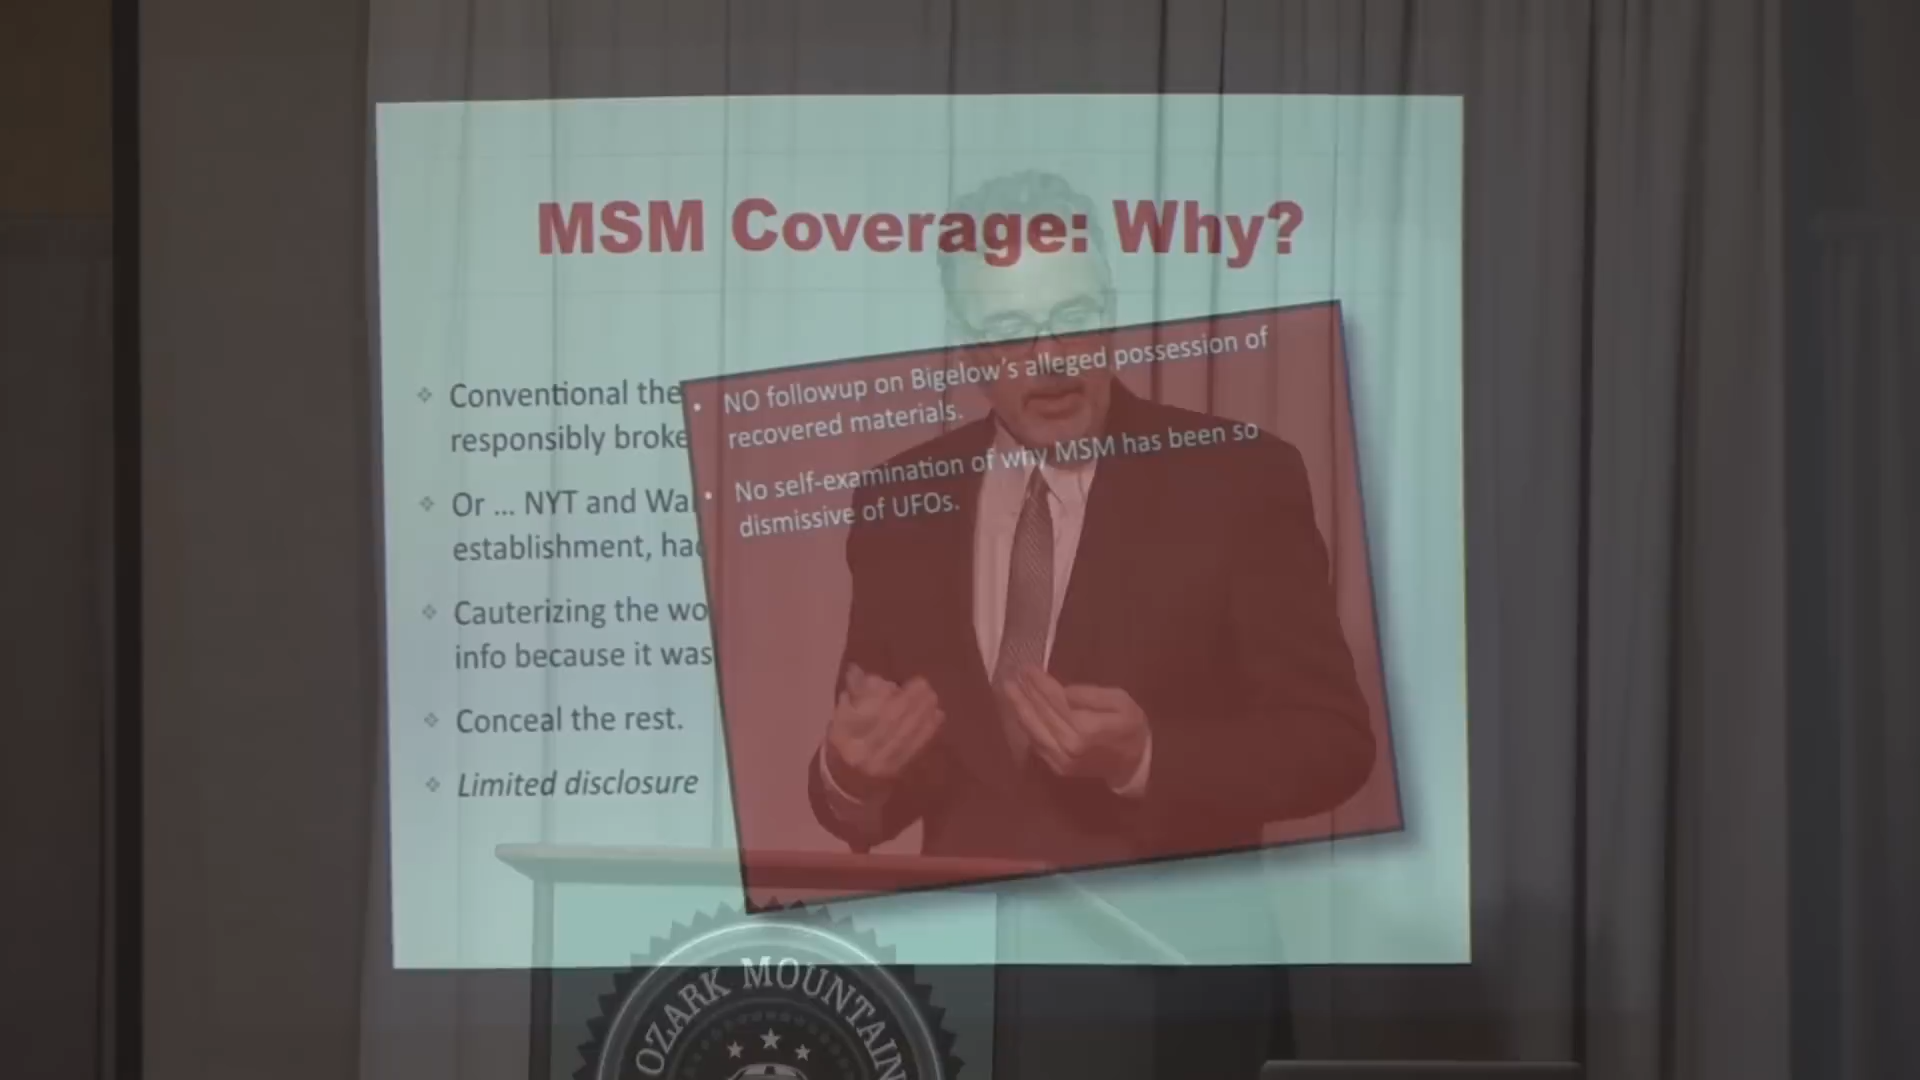 MSM Coverage: Why?
Conventional the
responsibly broke
Or ... NYT and Wa
establishment, had
Cauterizing the wo
info because it was
Conceal the rest.
Limited disclosure
NO followup on Bigelow's alleged possession of
recovered materials.
No self-examination of why MSM has been so
dismissive of UFOs.
OZARK MOUNTAIN